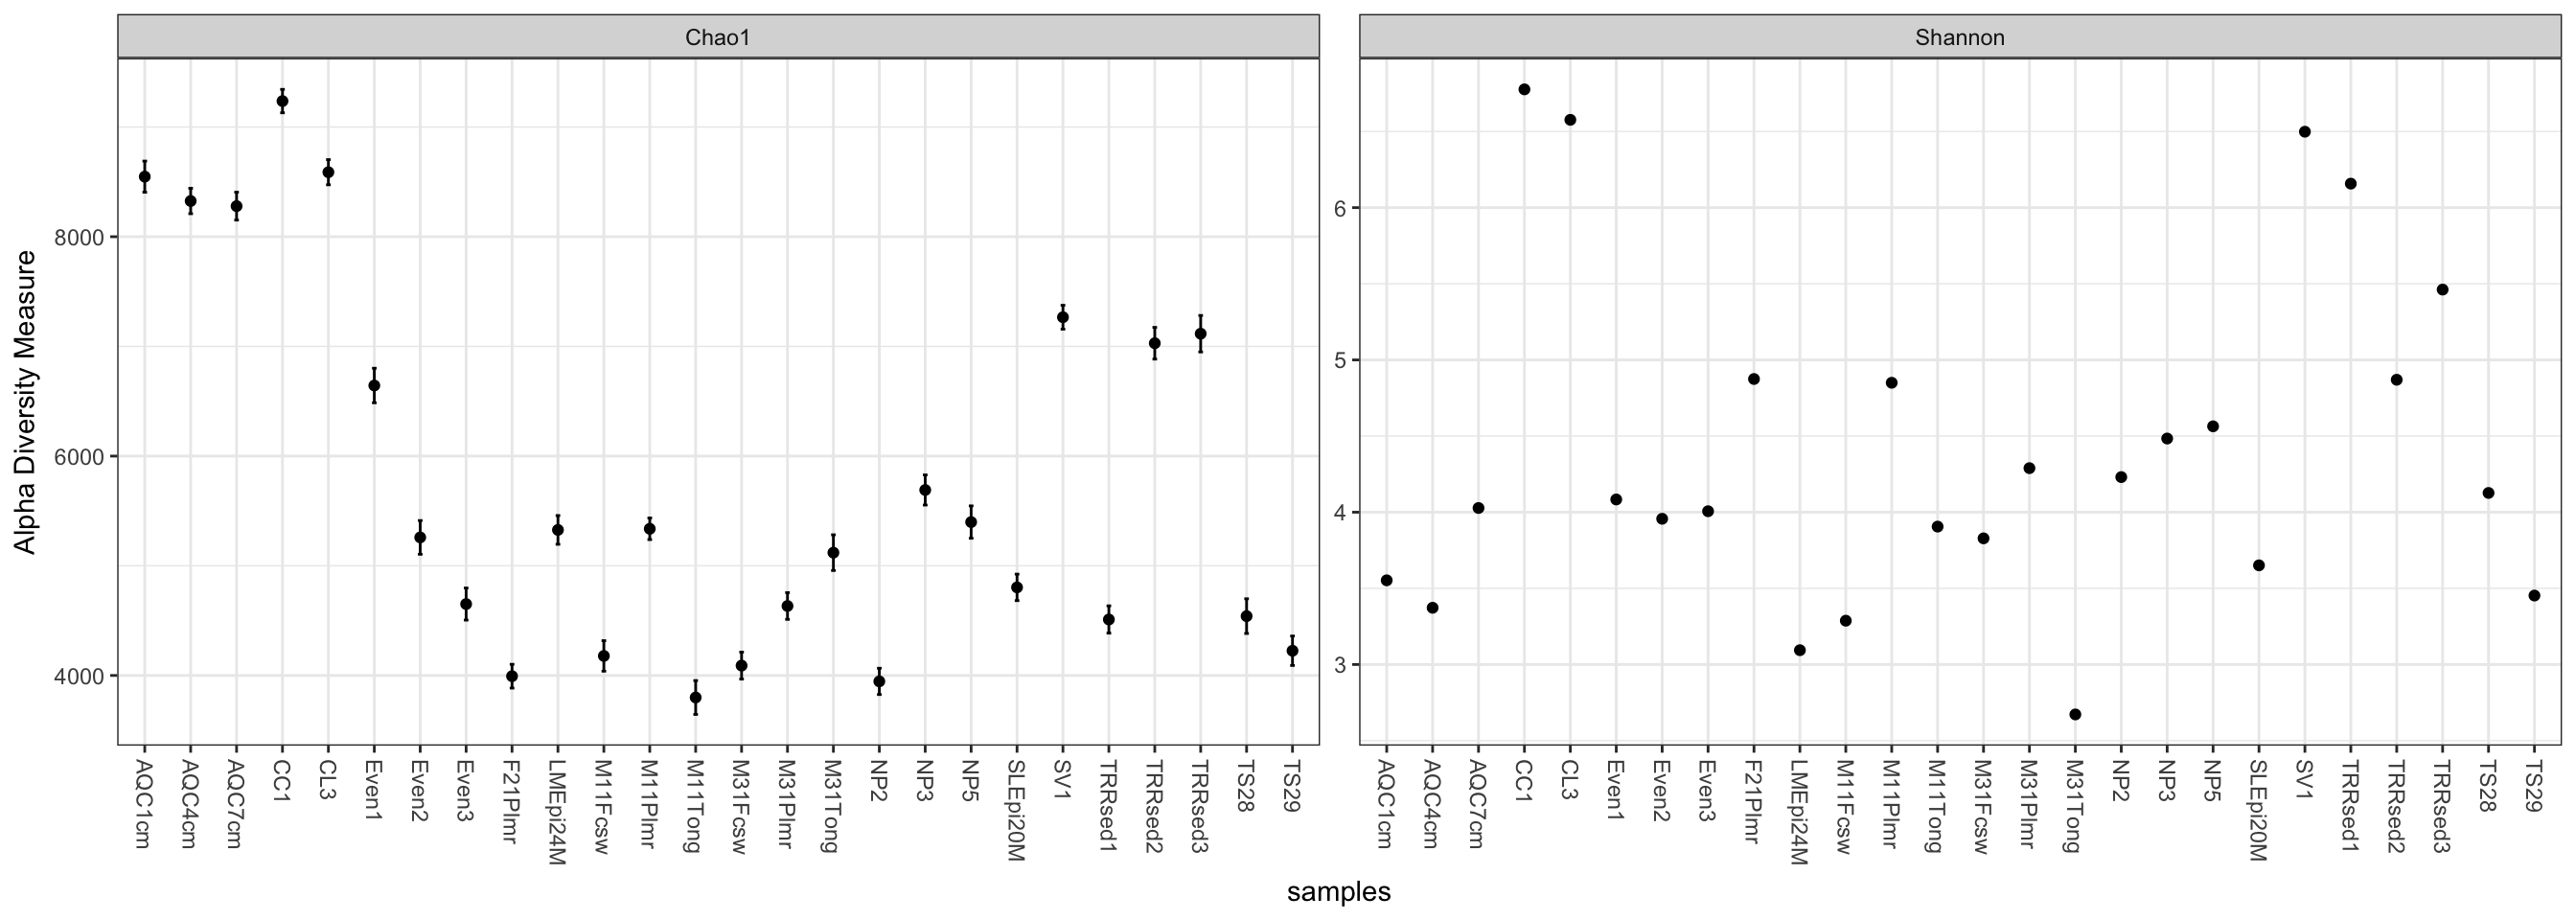 Chao1
Shannon
Alpha Diversity Measure
8000
6000
4000
6
5
4
3
AQC1cm
AQC4cm
AQC7cm
CC1
CL3
Even1
Even2
Even3
F21Plmr
LMEpi24M
M11Fcsw
M11Plmr
M11Tong
M31Fcsw
M31Plmr
M31Tong
NP2
NP3
NP5
SLEpi20M
SV1
TRRsed1
TRRsed2
TRRsed3
TS28
TS29
AQC1cm
AQC4cm
AQC7cm
CC1
CL3
Even1
Even2
Even3
F21Plmr
LMEpi24M
M11Fcsw
M11Plmr
M11Tong
M31Fcsw
M31Plmr
M31Tong
NP2
NP3
NP5
SLEpi20M
SV1
TRRsed1
TRRsed2
TRRsed3
TS28
TS29
samples